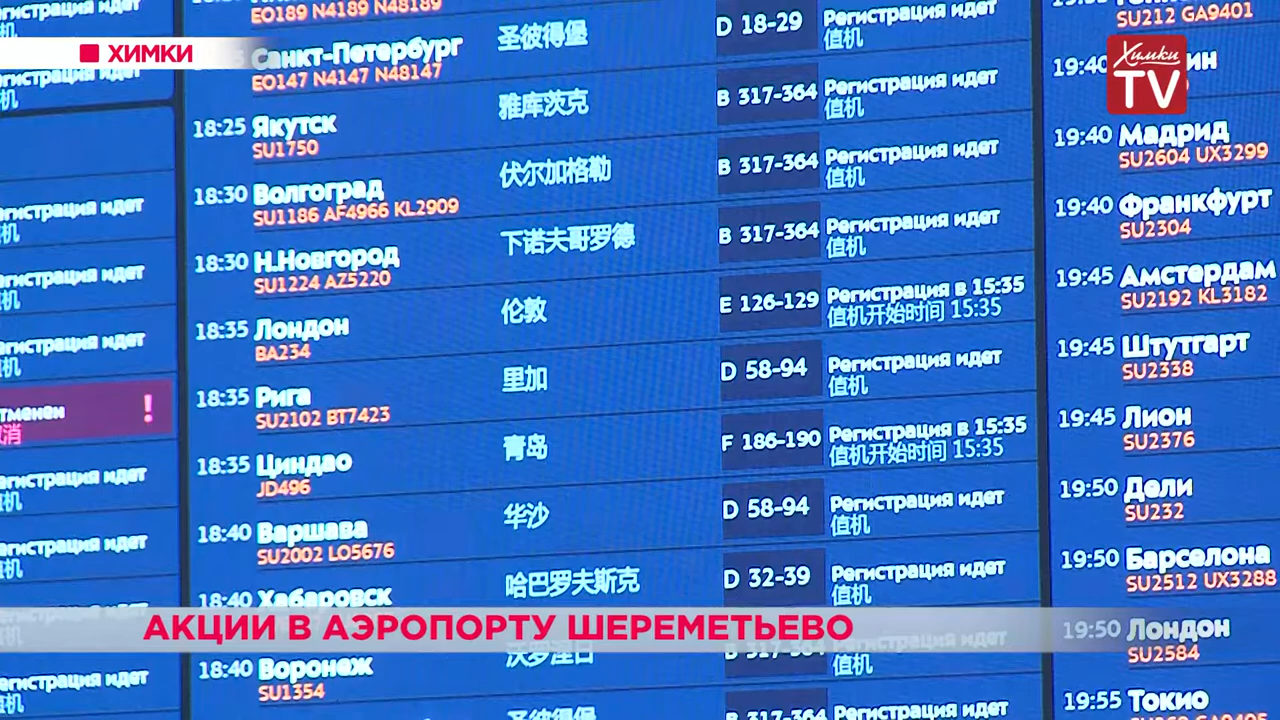 ХИМКИ
Химки
TV
EO189 N4189 N48189
Санкт-Петербург 圣彼得堡 D 18-29 Регистрация идет
EO147 N4147 N48147 值机
18:25 Якутск 雅库茨克 B 317-364 Регистрация идет
SU1750 值机
18:30 Волгоград 伏尔加格勒 B 317-364 Регистрация идет
SU1186 AF4966 KL2909 值机
18:30 Н.Новгород 下诺夫哥罗德 B 317-364 Регистрация идет
SU1224 AZ5220 值机
18:35 Лондон 伦敦 E 126-129 Регистрация в 15:35
BA234 值机开始时间 15:35
18:35 Рига 里加 D 58-94 Регистрация идет
SU2102 BT7423 值机
18:35 Циндао 青岛 F 186-190 Регистрация в 15:35
JD496 值机开始时间 15:35
18:40 Варшава 华沙 D 58-94 Регистрация идет
SU2002 LO5676 值机
18:40 Хабаровск 哈巴罗夫斯克 D 32-39 Регистрация идет
值机
18:40 Воронеж B 317-364 Регистрация идет
SU1354 值机
B 317-364 Регистрация идет
SU212 GA9401
19:40
19:40 Мадрид
SU2604 UX3299
19:40 Франкфурт
SU2304
19:45 Амстердам
SU2192 KL3182
19:45 Штутгарт
SU2338
19:45 Лион
SU2376
19:50 Дели
SU232
19:50 Барселона
SU2512 UX3288
19:50 Лондон
SU2584
19:55 Токио
АКЦИИ В АЭРОПОРТУ ШЕРЕМЕТЬЕВО